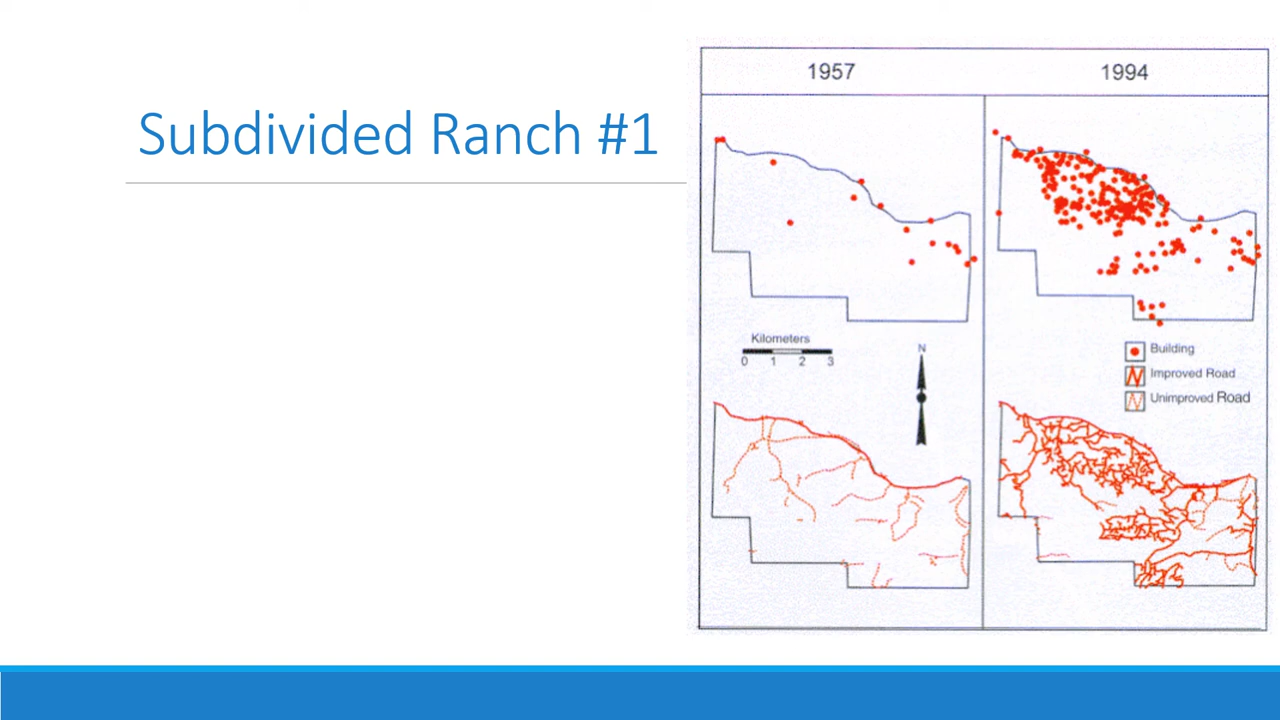 Subdivided Ranch #1
1957
1994
Kilometers
0 1 2 3
N
Building
Improved Road
Unimproved Road